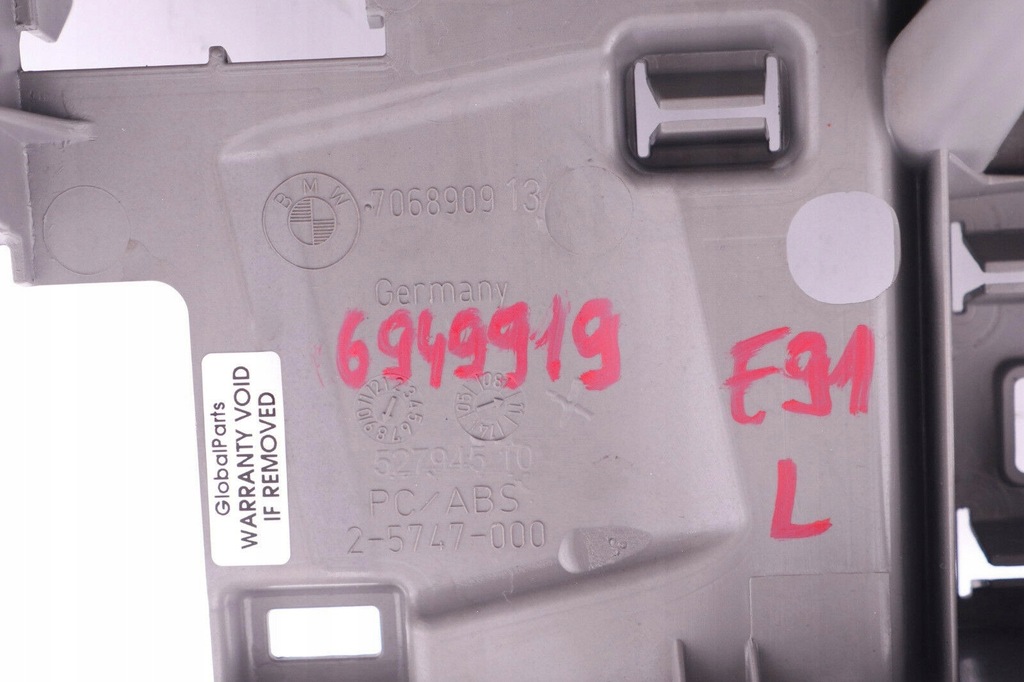 BMW
7068909 13
Germany
6949919
E91
L
527945 10
PC/ABS
2-5747-000
GlobalParts
WARRANTY VOID
IF REMOVED